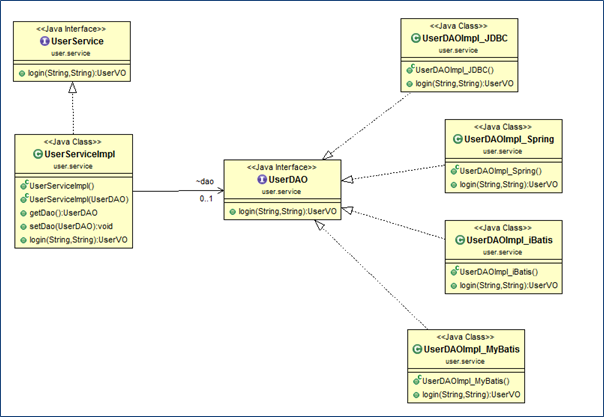 <<Java Interface>>
UserService
user.service
login(String,String):UserVO
<<Java Class>>
UserServiceImpl
user.service
UserServiceImpl()
UserServiceImpl(UserDAO)
getDao():UserDAO
setDao(UserDAO):void
login(String,String):UserVO
~dao
0..1
<<Java Interface>>
UserDAO
user.service
login(String,String):UserVO
<<Java Class>>
UserDAOImpl_JDBC
user.service
UserDAOImpl_JDBC()
login(String,String):UserVO
<<Java Class>>
UserDAOImpl_Spring
user.service
UserDAOImpl_Spring()
login(String,String):UserVO
<<Java Class>>
UserDAOImpl_iBatis
user.service
UserDAOImpl_iBatis()
login(String,String):UserVO
<<Java Class>>
UserDAOImpl_MyBatis
user.service
UserDAOImpl_MyBatis()
login(String,String):UserVO